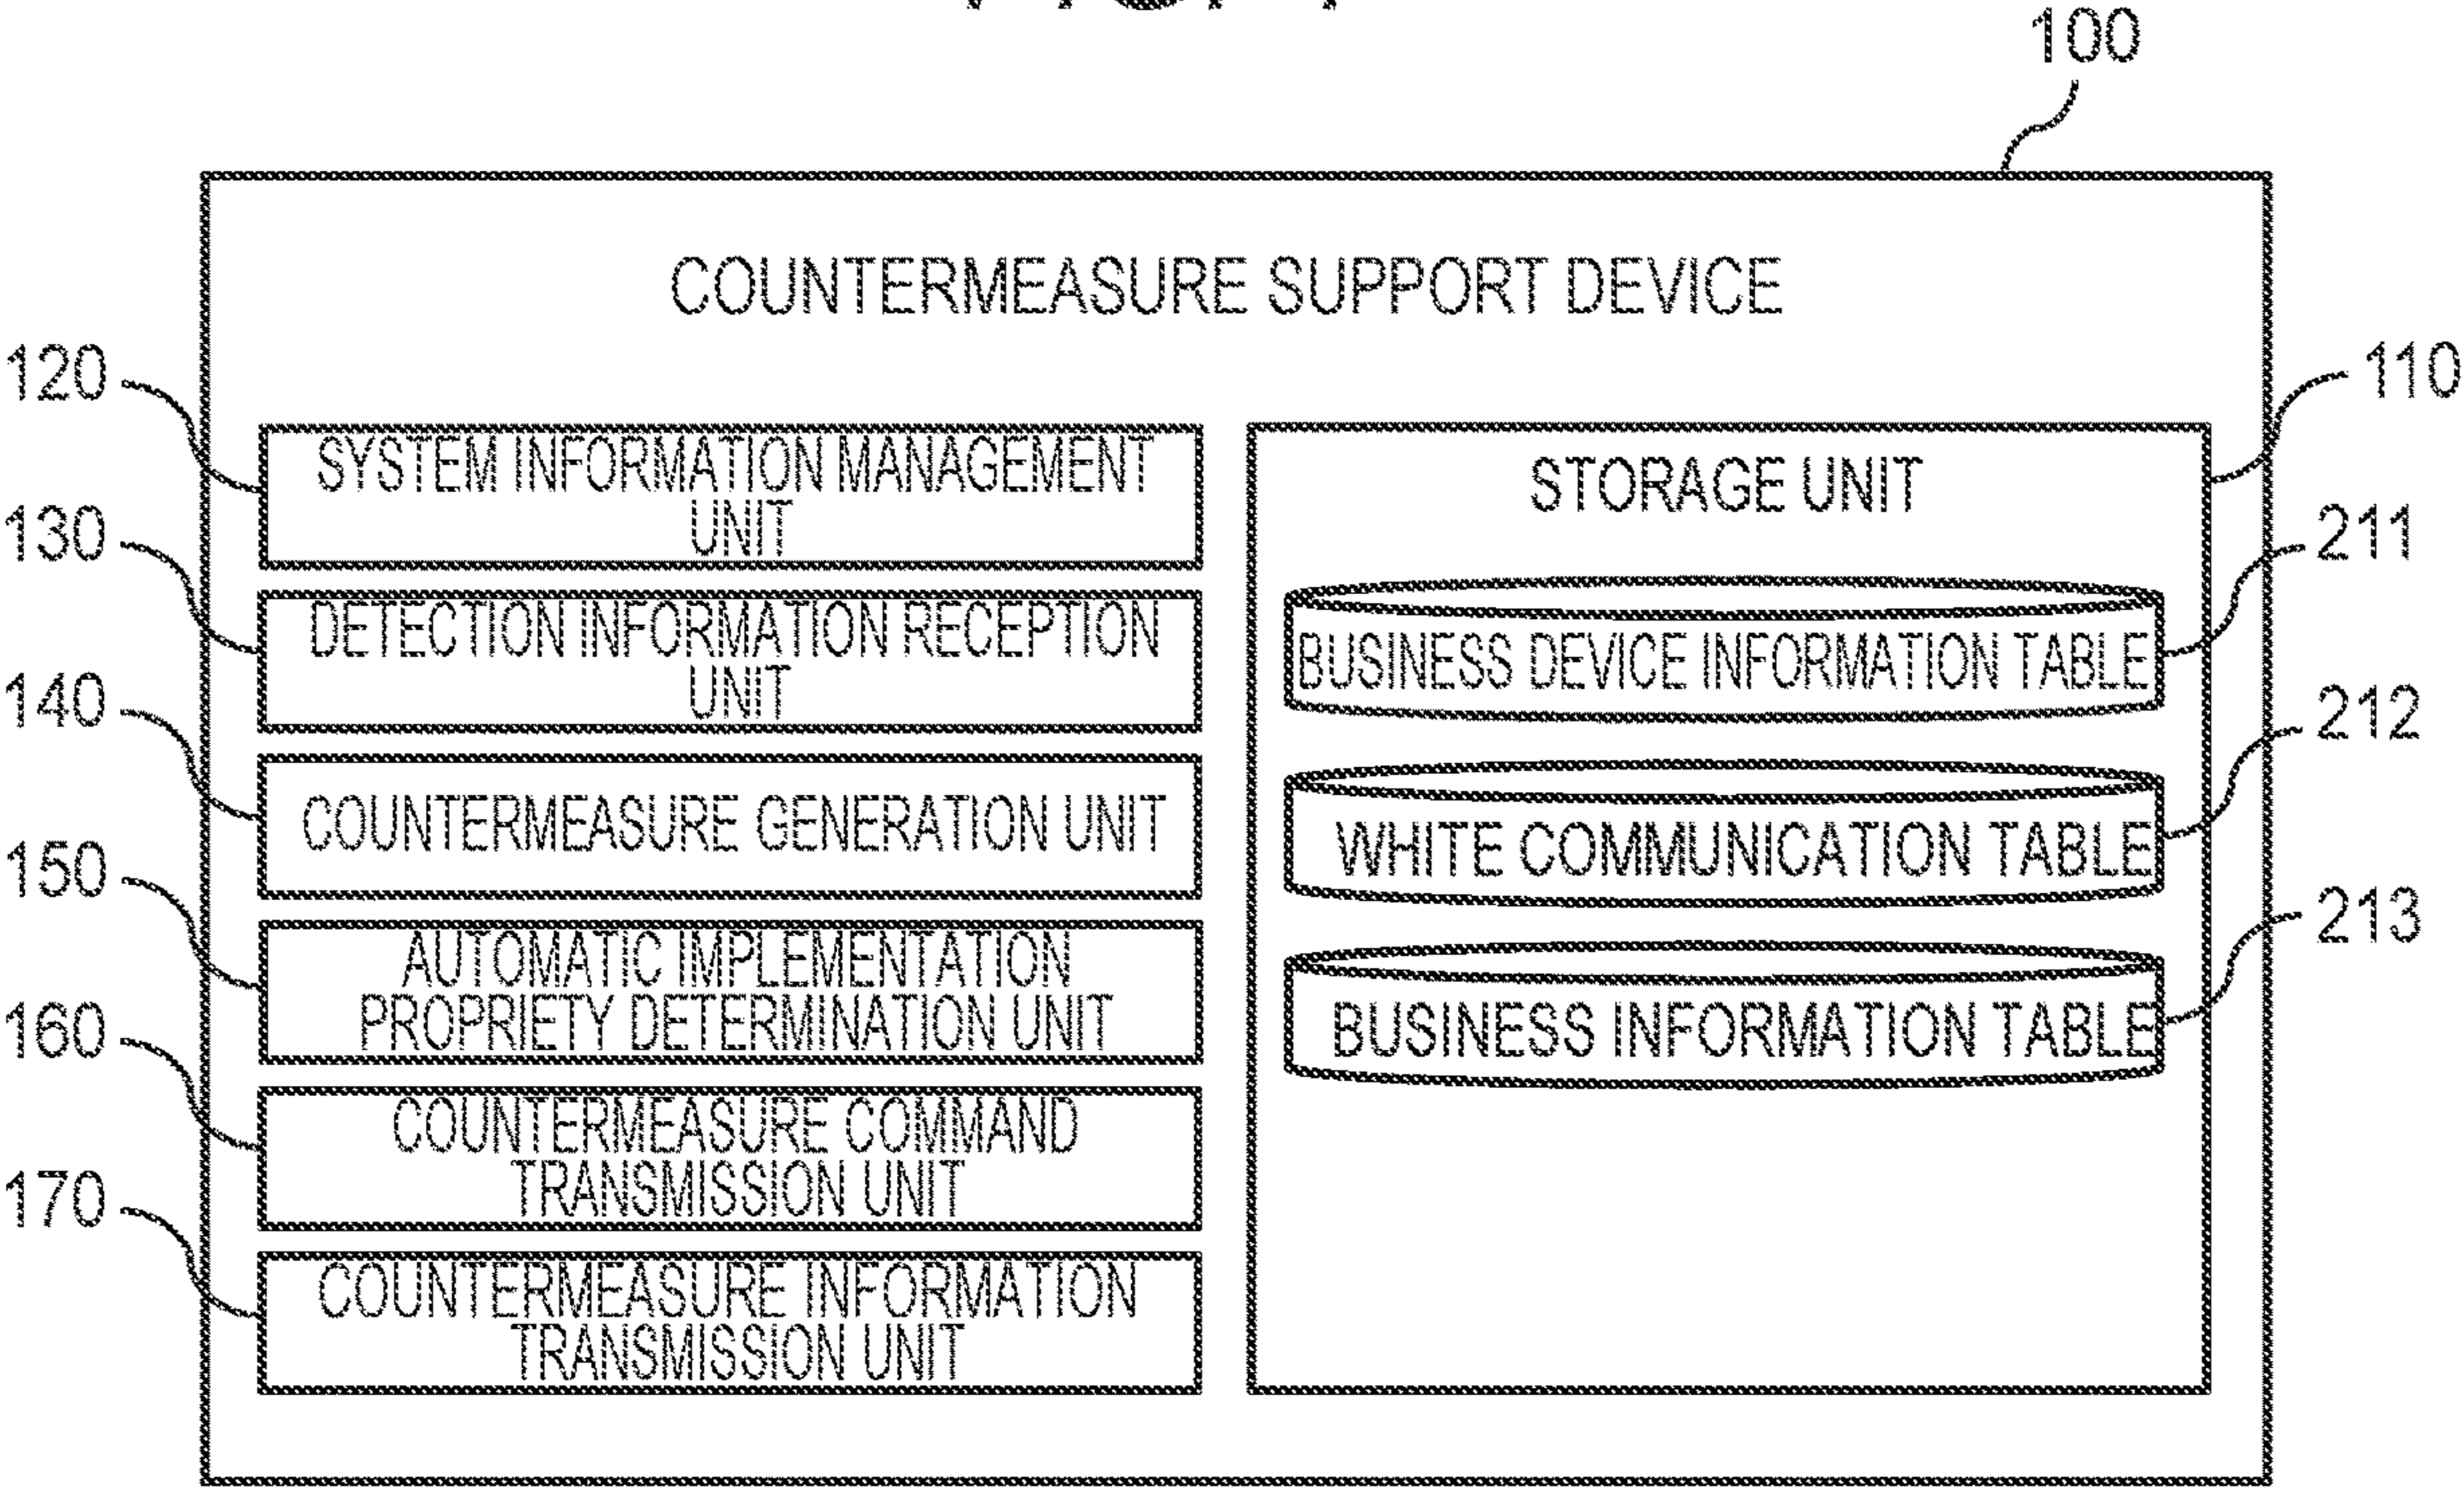 100
COUNTERMEASURE SUPPORT DEVICE
120
SYSTEM INFORMATION MANAGEMENT
UNIT
130
DETECTION INFORMATION RECEPTION
UNIT
140
COUNTERMEASURE GENERATION UNIT
150
AUTOMATIC IMPLEMENTATION
PROPRIETY DETERMINATION UNIT
160
COUNTERMEASURE COMMAND
TRANSMISSION UNIT
170
COUNTERMEASURE INFORMATION
TRANSMISSION UNIT
110
STORAGE UNIT
211
BUSINESS DEVICE INFORMATION TABLE
212
WHITE COMMUNICATION TABLE
213
BUSINESS INFORMATION TABLE